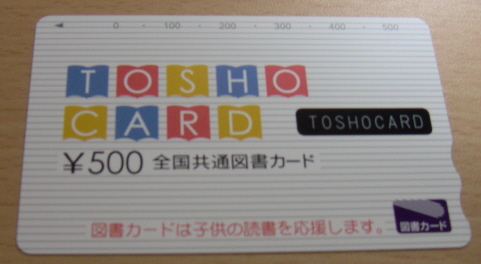 0 · 100 · 200 · 300 · 400 · 500
TOSHO
CARD
TOSHOCARD
¥500 全国共通図書カード
図書カードは子供の読書を応援します。
図書カード